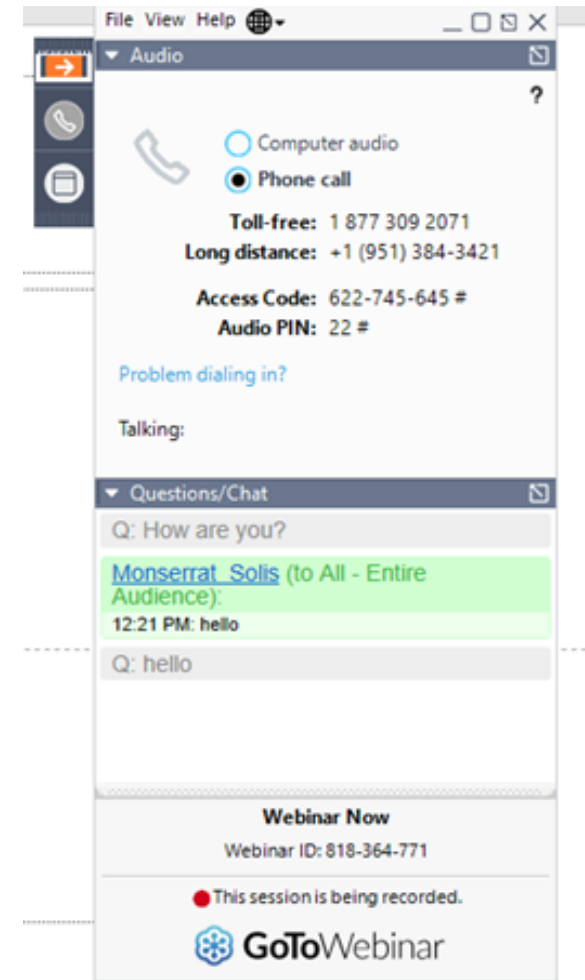 File View Help
Audio
?
Computer audio
Phone call
Toll-free: 1 877 309 2071
Long distance: +1 (951) 384-3421
Access Code: 622-745-645 #
Audio PIN: 22 #
Problem dialing in?
Talking:
Questions/Chat
Q: How are you?
Monserrat Solis (to All - Entire
Audience):
12:21 PM: hello
Q: hello
Webinar Now
Webinar ID: 818-364-771
This session is being recorded.
GoToWebinar